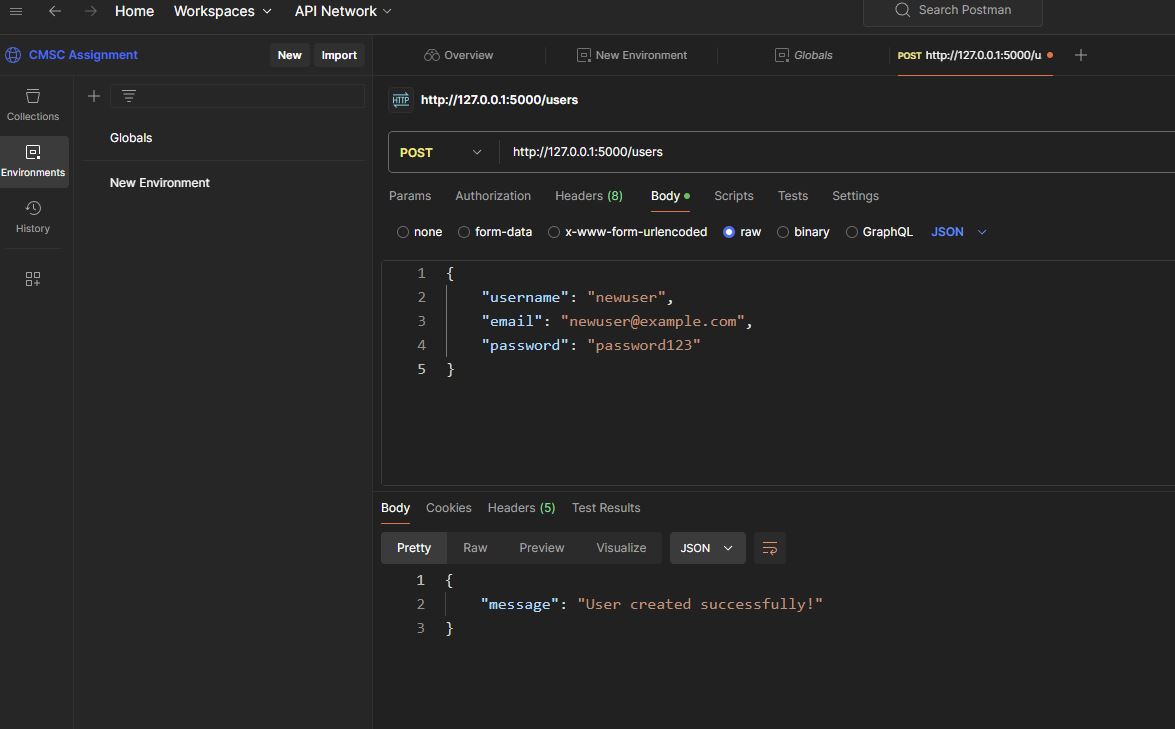 Home Workspaces API Network Search Postman
CMSC Assignment New Import Overview New Environment Globals POST http://127.0.0.1:5000/u
Collections
Environments
History
Globals
New Environment
HTTP http://127.0.0.1:5000/users
POST http://127.0.0.1:5000/users
Params Authorization Headers (8) Body Scripts Tests Settings
none form-data x-www-form-urlencoded raw binary GraphQL JSON
1 {
2 "username": "newuser",
3 "email": "newuser@example.com",
4 "password": "password123"
5 }
Body Cookies Headers (5) Test Results
Pretty Raw Preview Visualize JSON
1 {
2 "message": "User created successfully!"
3 }